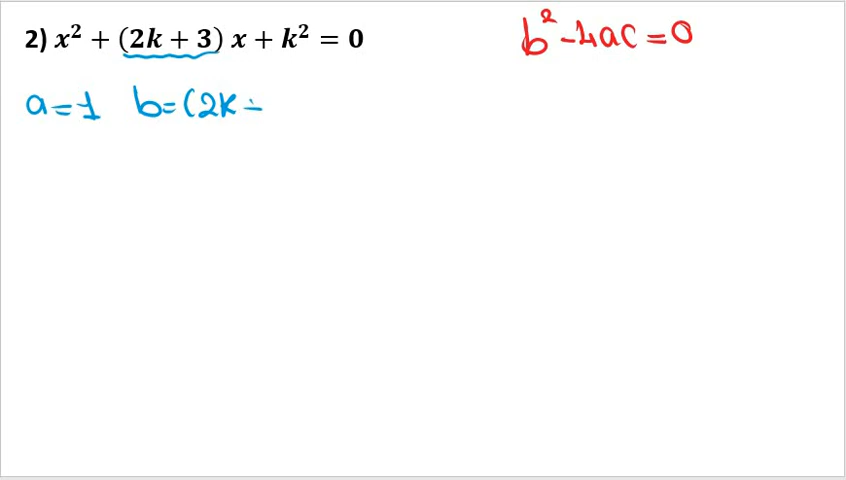 2) x² + (2k + 3) x + k² = 0
b² - 4ac = 0
a = 1 b = (2k